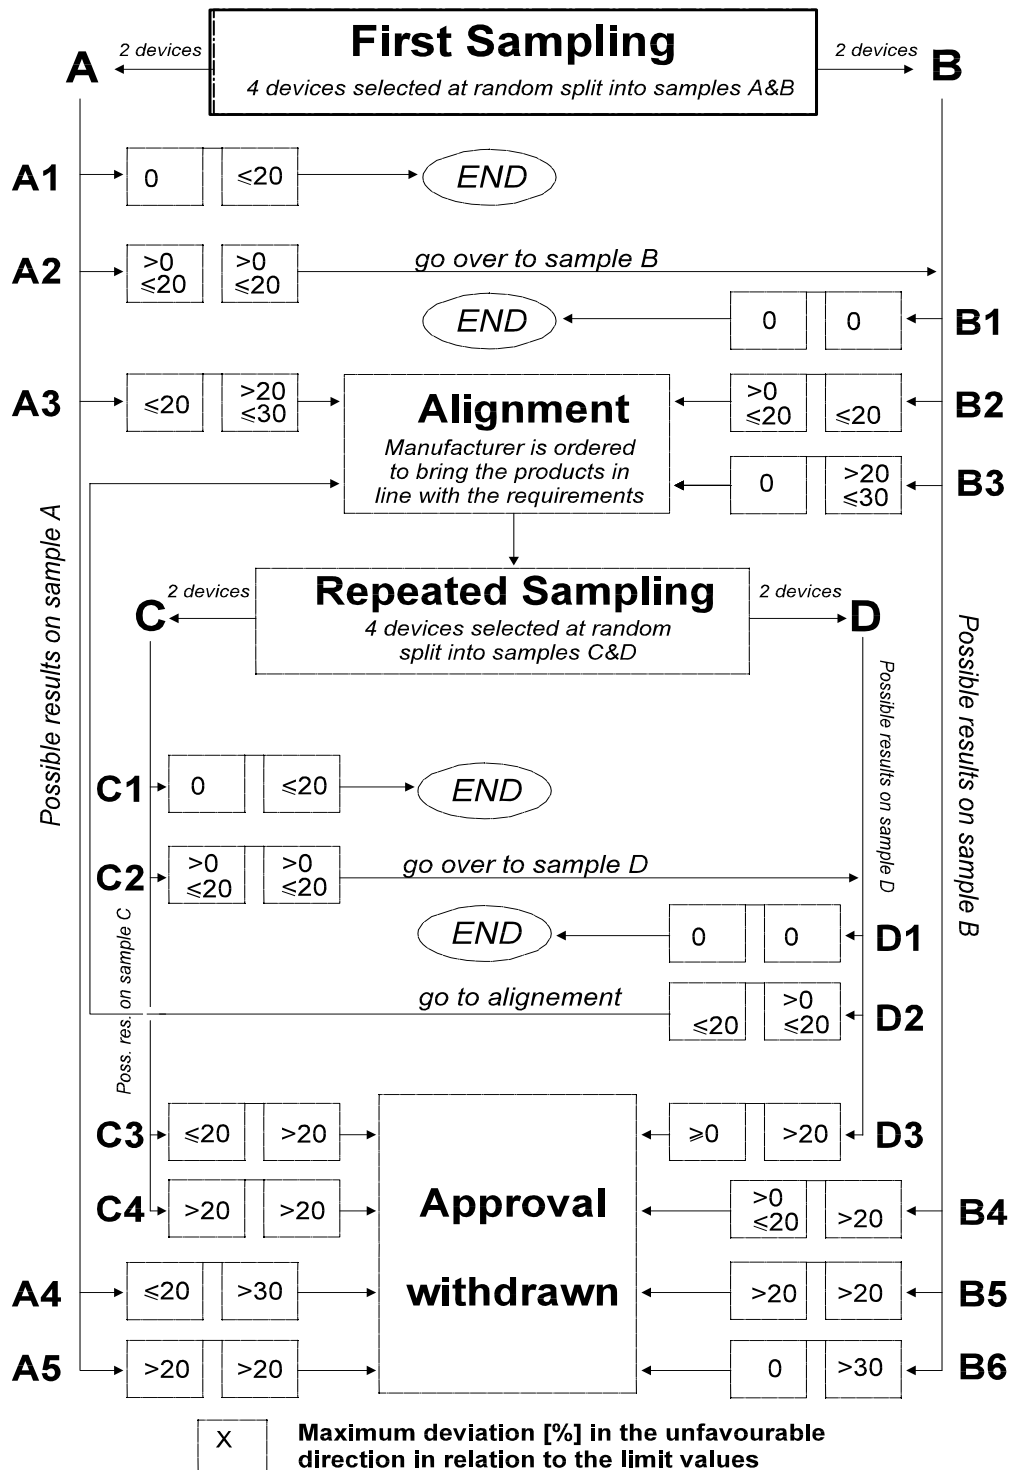 First Sampling
4 devices selected at random split into samples A&B
A
2 devices
2 devices
B
A1
0
≤20
END
A2
>0
≤20
>0
≤20
go over to sample B
END
0
0
B1
A3
≤20
>20
≤30
Alignment
Manufacturer is ordered
to bring the products in
line with the requirements
>0
≤20
≤20
B2
0
>20
≤30
B3
Possible results on sample A
Repeated Sampling
4 devices selected at random
split into samples C&D
C
2 devices
2 devices
D
Possible results on sample D
Possible results on sample B
C1
0
≤20
END
C2
>0
≤20
>0
≤20
go over to sample D
Poss. res. on sample C
END
0
0
D1
go to alignement
≤20
>0
≤20
D2
C3
≤20
>20
Approval
withdrawn
≥0
>20
D3
C4
>20
>20
>0
≤20
>20
B4
A4
≤20
>30
>20
>20
B5
A5
>20
>20
0
>30
B6
X
Maximum deviation [%] in the unfavourable
direction in relation to the limit values